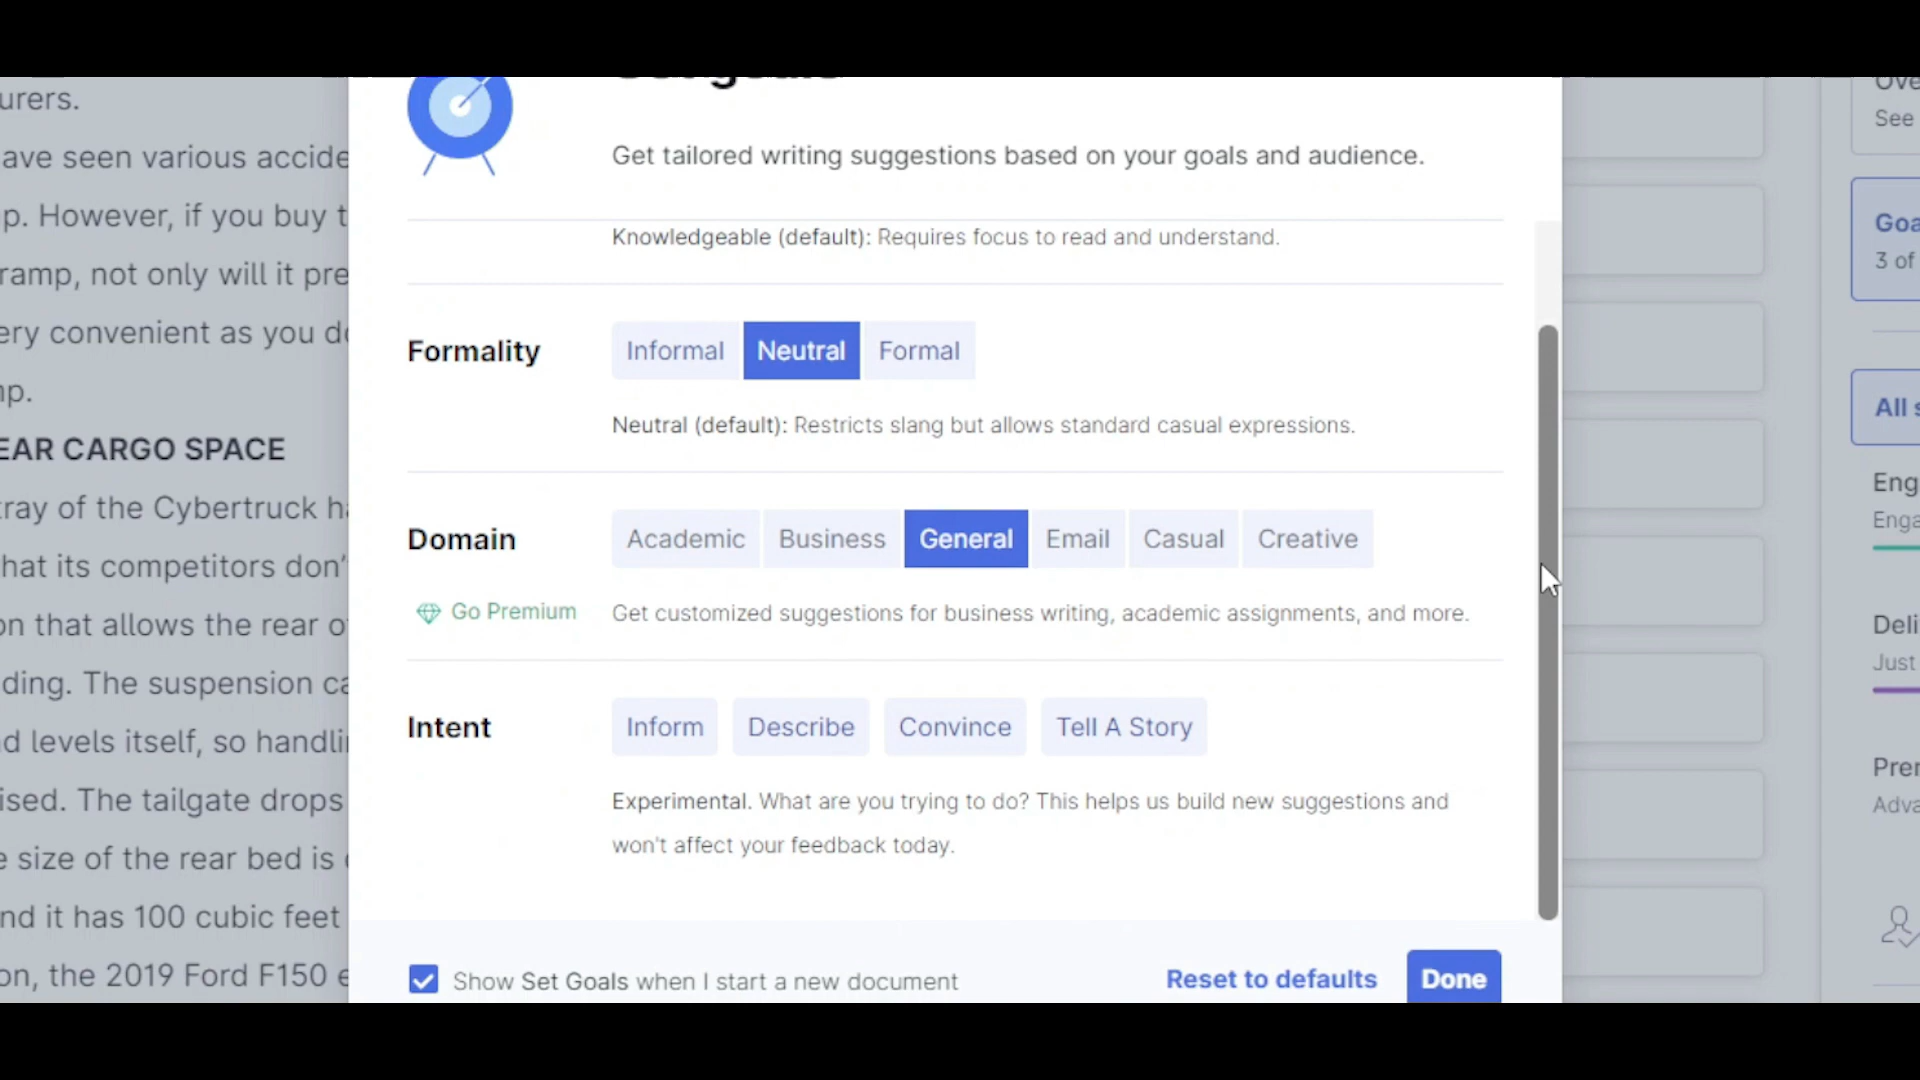 urers.
ave seen various accide
p. However, if you buy t
ramp, not only will it pre
ery convenient as you d
np.
EAR CARGO SPACE
tray of the Cybertruck h
hat its competitors don'
on that allows the rear o
ding. The suspension ca
d levels itself, so handli
ised. The tailgate drops
e size of the rear bed is
nd it has 100 cubic feet
on, the 2019 Ford F150 e
Get tailored writing suggestions based on your goals and audience.
Knowledgeable (default): Requires focus to read and understand.
Formality
Informal Neutral Formal
Neutral (default): Restricts slang but allows standard casual expressions.
Domain
Academic Business General Email Casual Creative
Go Premium
Get customized suggestions for business writing, academic assignments, and more.
Intent
Inform Describe Convince Tell A Story
Experimental. What are you trying to do? This helps us build new suggestions and
won't affect your feedback today.
Show Set Goals when I start a new document
Reset to defaults
Done
Ove
See
Goa
3 of
All s
Eng
Enga
Deli
Just
Prer
Adva